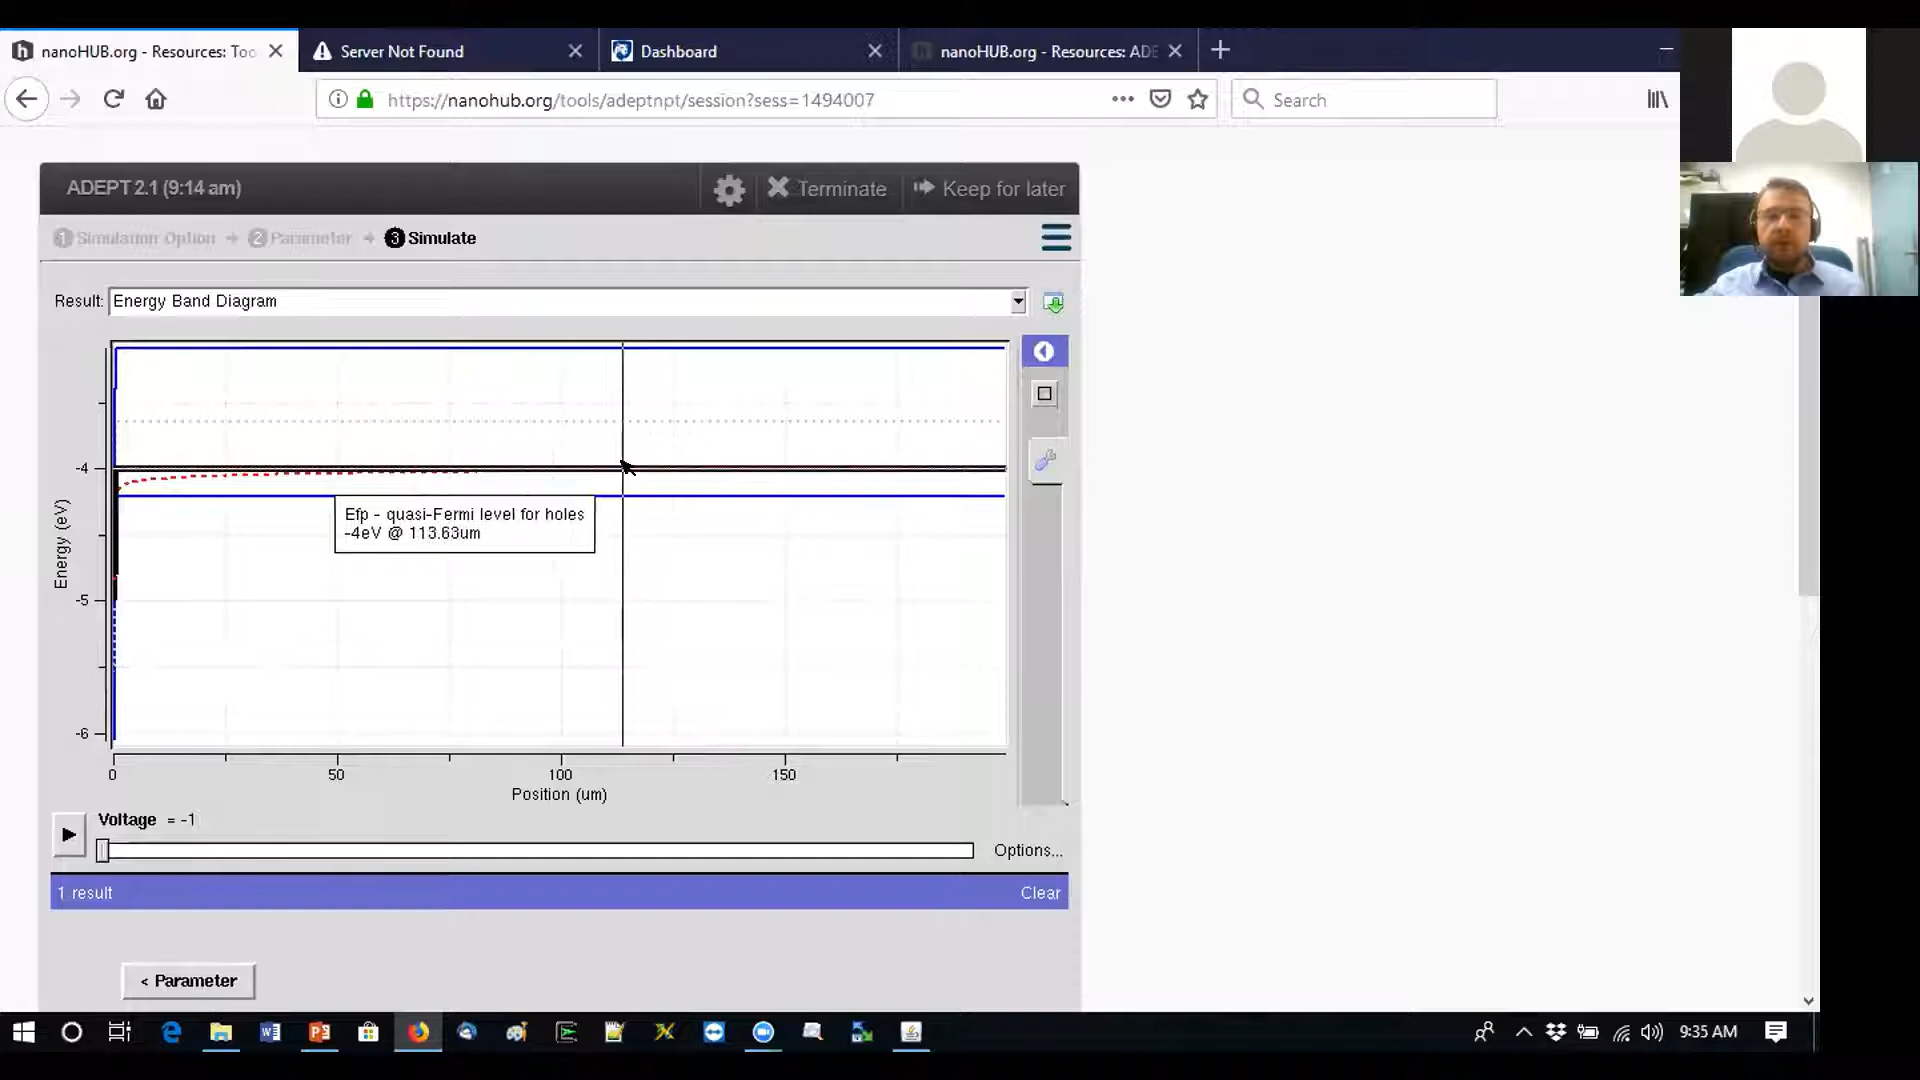 nanoHUB.org - Resources: Too
Server Not Found
Dashboard
nanoHUB.org - Resources: ADE
https://nanohub.org/tools/adeptnpt/session?sess=1494007
Search
ADEPT 2.1 (9:14 am)
Terminate
Keep for later
1 Simulation Option → 2 Parameter → 3 Simulate
Result: Energy Band Diagram
Energy (eV)
-4
-5
-6
Efp - quasi-Fermi level for holes
-4eV @ 113.63um
0 50 100 150
Position (um)
Voltage = -1
Options...
1 result
Clear
< Parameter
9:35 AM